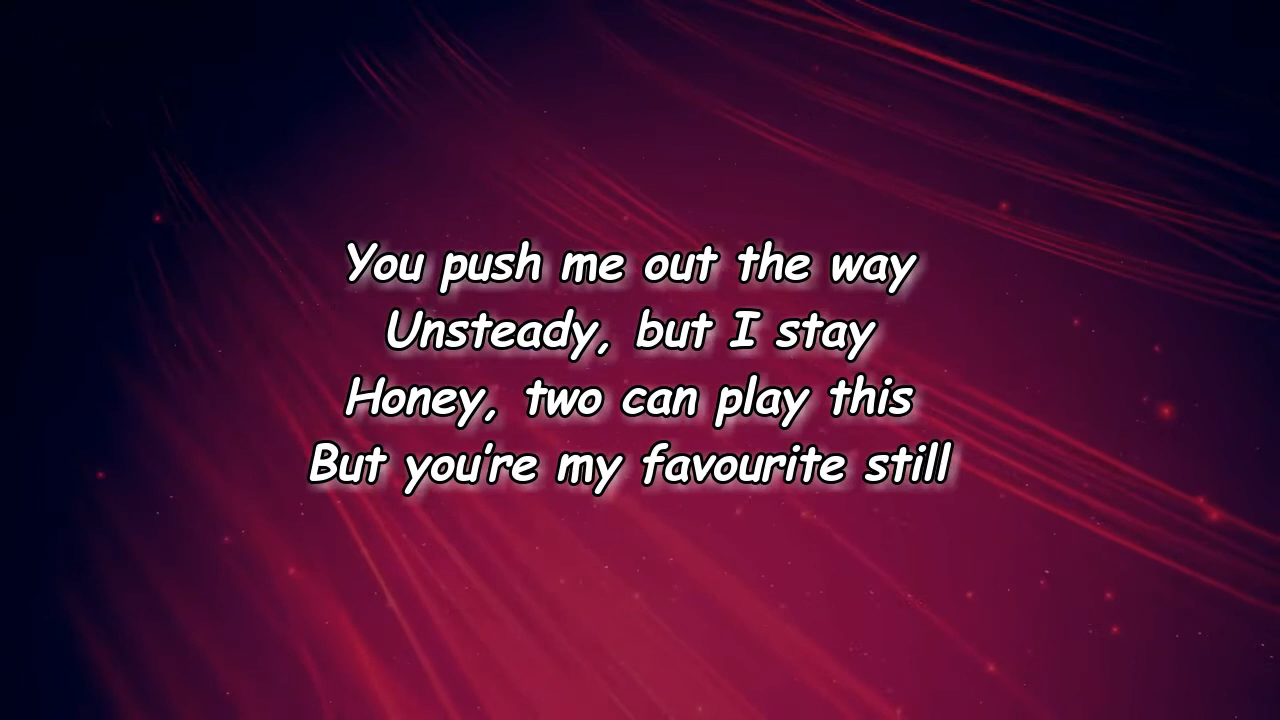 You push me out the way
Unsteady, but I stay
Honey, two can play this
But you're my favourite still